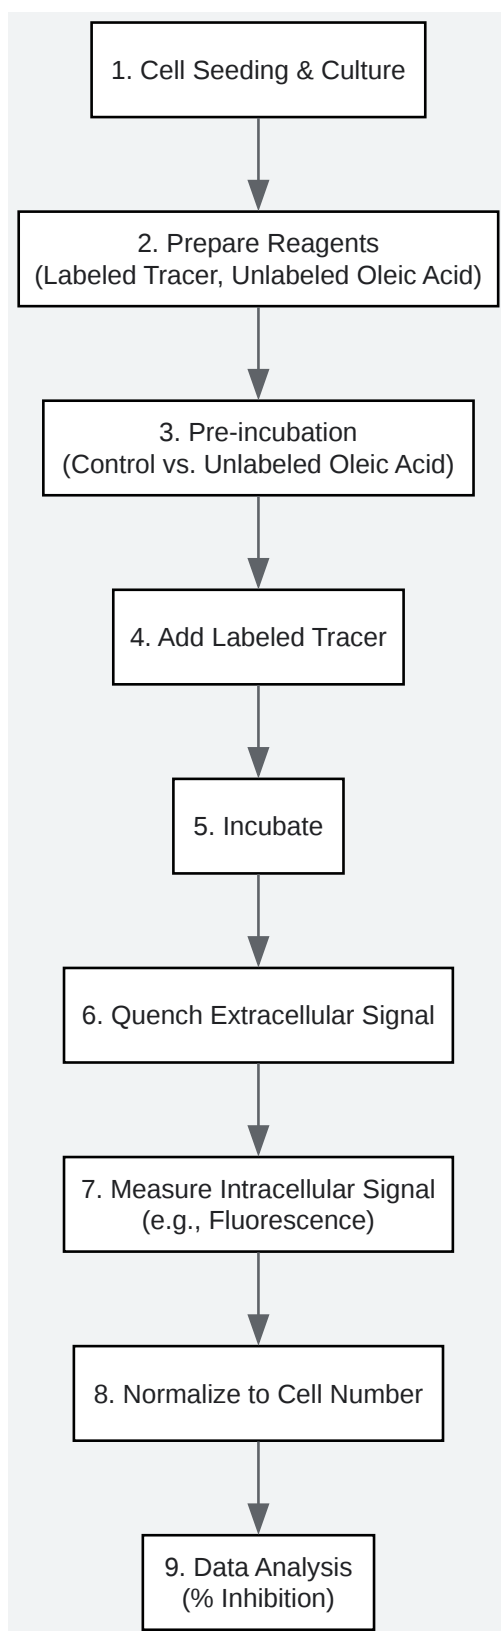 1. Cell Seeding & Culture
2. Prepare Reagents
(Labeled Tracer, Unlabeled Oleic Acid)
3. Pre-incubation
(Control vs. Unlabeled Oleic Acid)
4. Add Labeled Tracer
5. Incubate
6. Quench Extracellular Signal
7. Measure Intracellular Signal
(e.g., Fluorescence)
8. Normalize to Cell Number
9. Data Analysis
(% Inhibition)